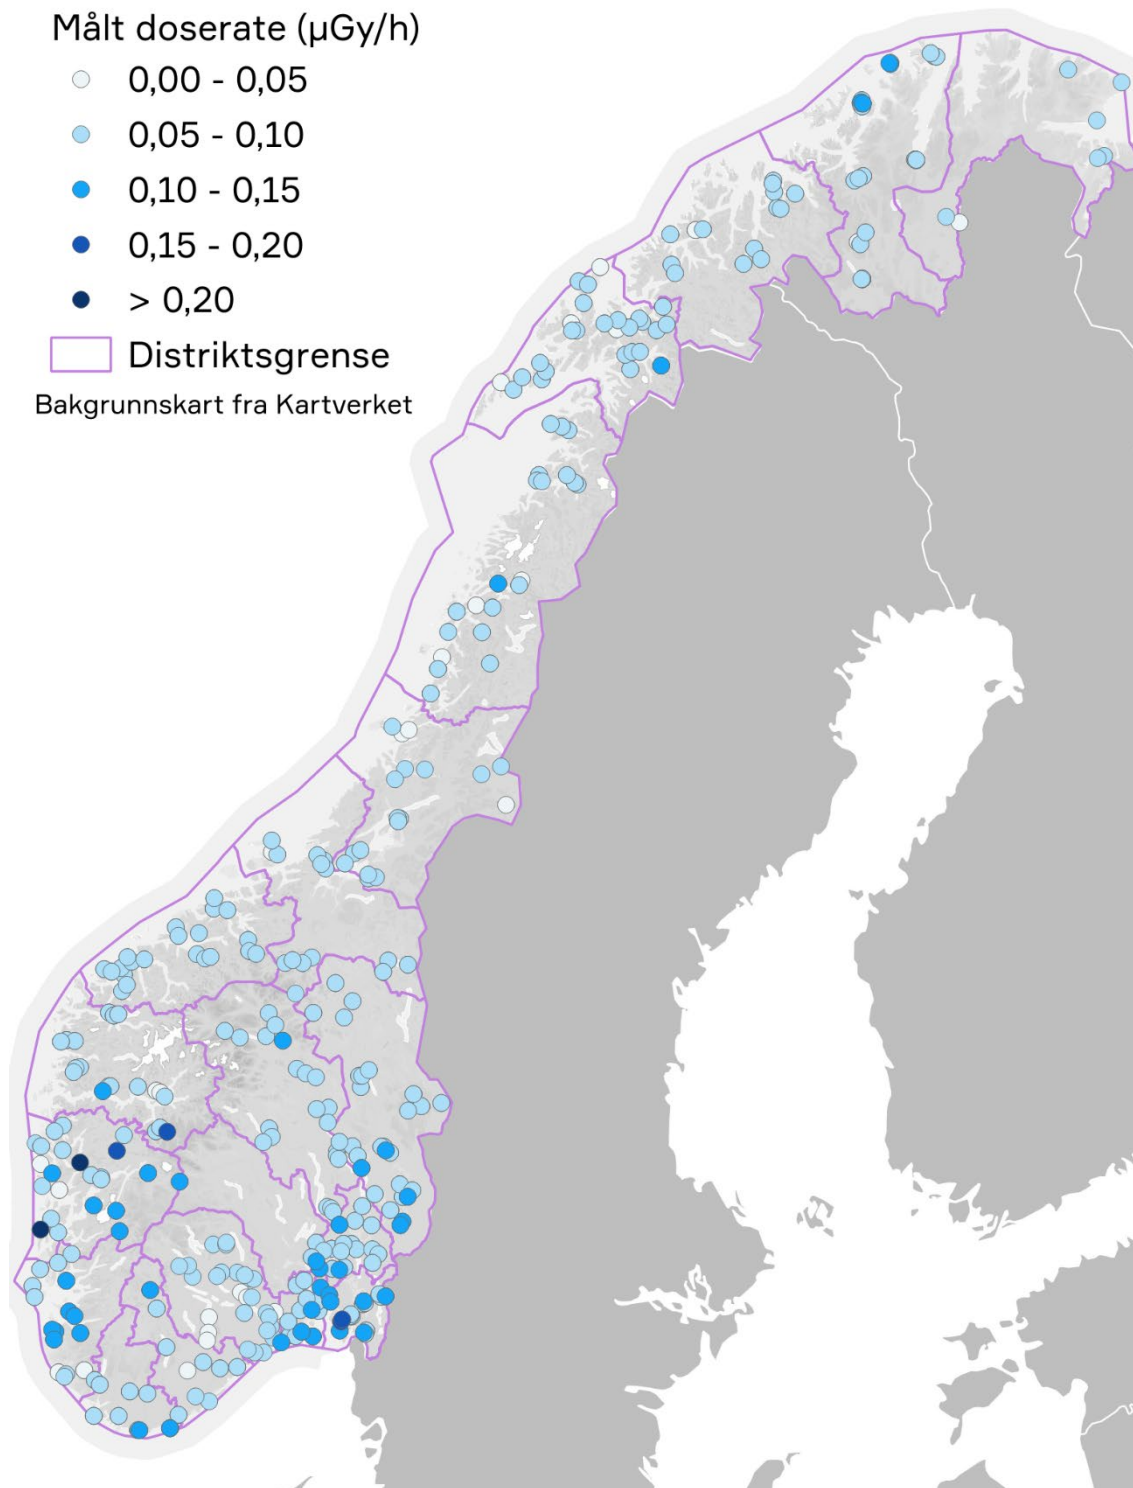 Målt doserate (µGy/h)
0,00 - 0,05
0,05 - 0,10
0,10 - 0,15
0,15 - 0,20
> 0,20
Distriktsgrense
Bakgrunnskart fra Kartverket